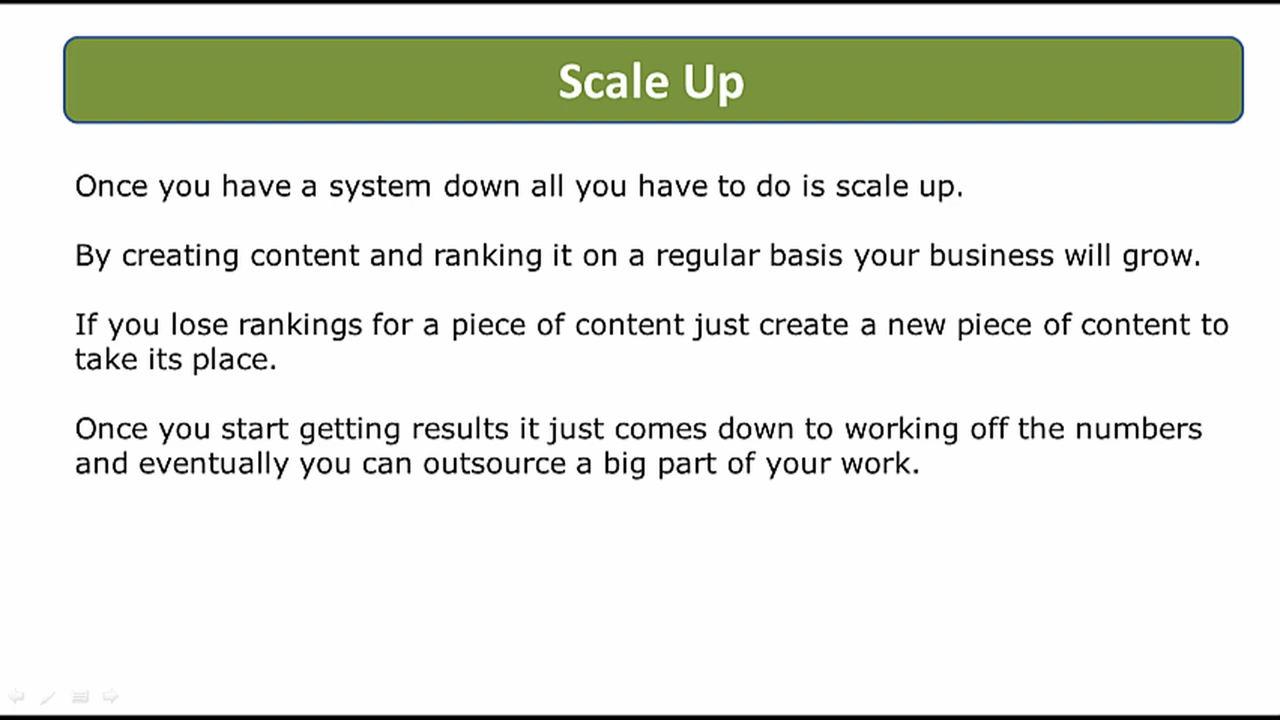 Scale Up
Once you have a system down all you have to do is scale up.
By creating content and ranking it on a regular basis your business will grow.
If you lose rankings for a piece of content just create a new piece of content to
take its place.
Once you start getting results it just comes down to working off the numbers
and eventually you can outsource a big part of your work.